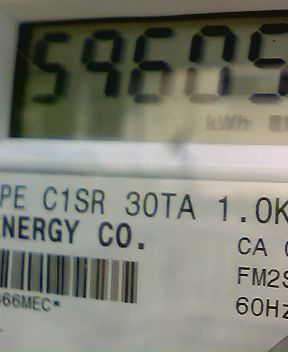 59605
kWh
PE C1SR 30TA 1.0K
NERGY CO.
CA
FM2S
66MEC*
60Hz